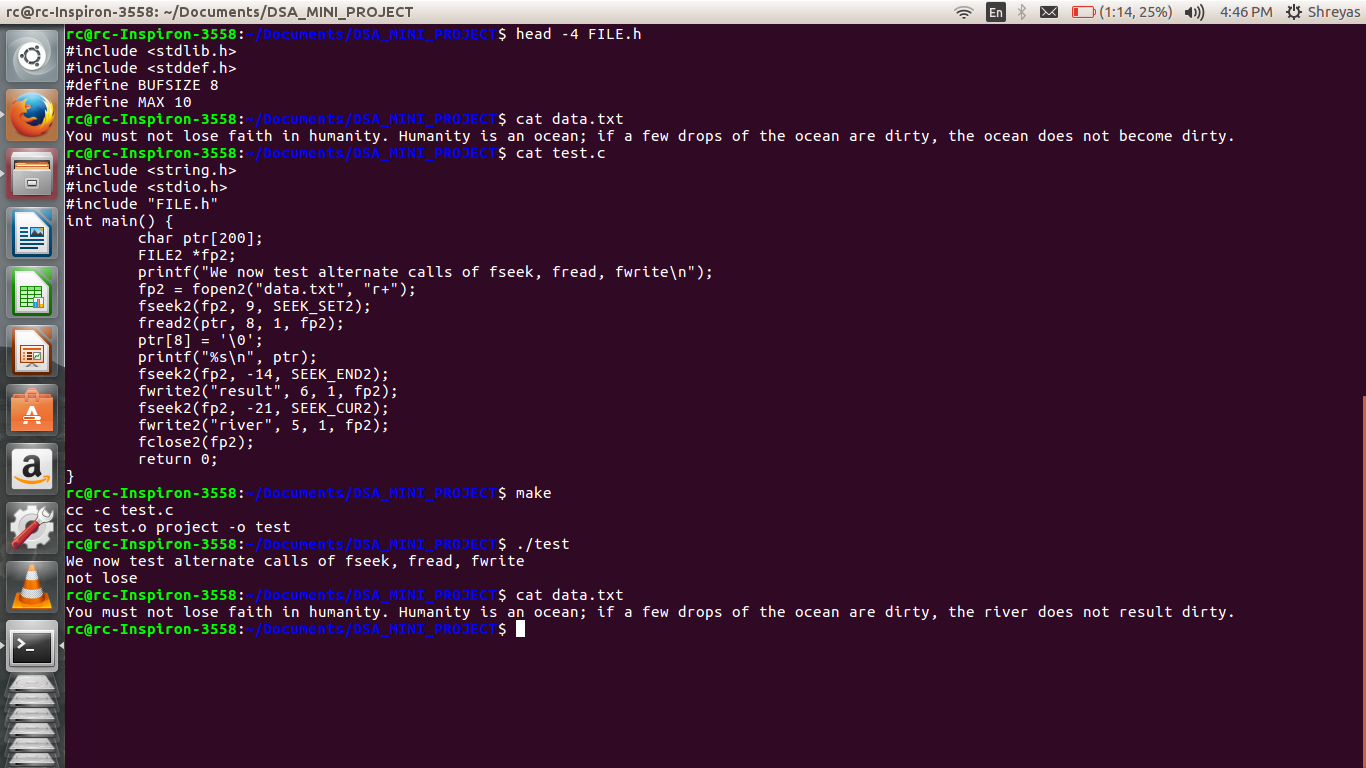 rc@rc-Inspiron-3558: ~/Documents/DSA_MINI_PROJECT En (1:14, 25%) 4:46 PM Shreyas
rc@rc-Inspiron-3558:~/Documents/DSA_MINI_PROJECT$ head -4 FILE.h
#include <stdlib.h>
#include <stddef.h>
#define BUFSIZE 8
#define MAX 10
rc@rc-Inspiron-3558:~/Documents/DSA_MINI_PROJECT$ cat data.txt
You must not lose faith in humanity. Humanity is an ocean; if a few drops of the ocean are dirty, the ocean does not become dirty.
rc@rc-Inspiron-3558:~/Documents/DSA_MINI_PROJECT$ cat test.c
#include <string.h>
#include <stdio.h>
#include "FILE.h"
int main() {
        char ptr[200];
        FILE2 *fp2;
        printf("We now test alternate calls of fseek, fread, fwrite\n");
        fp2 = fopen2("data.txt", "r+");
        fseek2(fp2, 9, SEEK_SET2);
        fread2(ptr, 8, 1, fp2);
        ptr[8] = '\0';
        printf("%s\n", ptr);
        fseek2(fp2, -14, SEEK_END2);
        fwrite2("result", 6, 1, fp2);
        fseek2(fp2, -21, SEEK_CUR2);
        fwrite2("river", 5, 1, fp2);
        fclose2(fp2);
        return 0;
}
rc@rc-Inspiron-3558:~/Documents/DSA_MINI_PROJECT$ make
cc -c test.c
cc test.o project -o test
rc@rc-Inspiron-3558:~/Documents/DSA_MINI_PROJECT$ ./test
We now test alternate calls of fseek, fread, fwrite
not lose
rc@rc-Inspiron-3558:~/Documents/DSA_MINI_PROJECT$ cat data.txt
You must not lose faith in humanity. Humanity is an ocean; if a few drops of the ocean are dirty, the river does not result dirty.
rc@rc-Inspiron-3558:~/Documents/DSA_MINI_PROJECT$